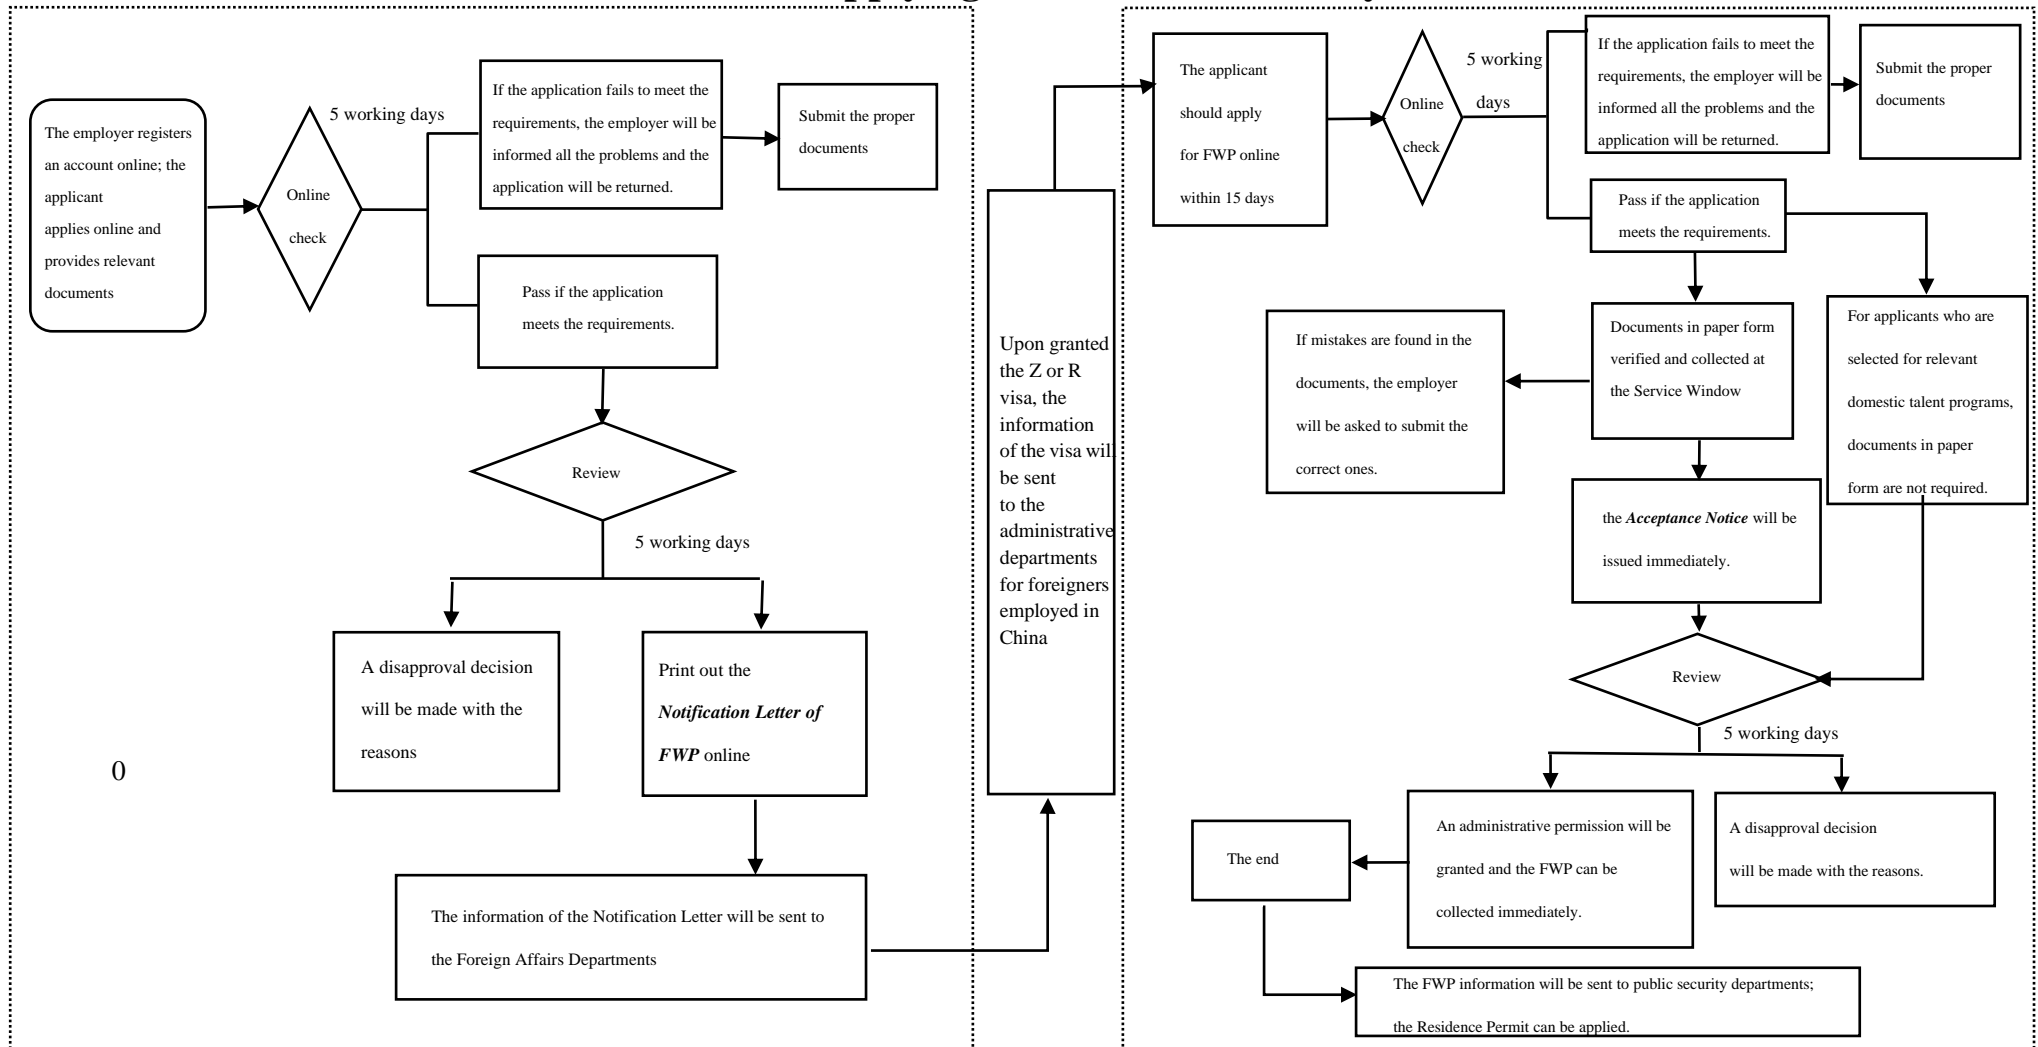 The employer registers
an account online; the
applicant
applies online and
provides relevant
documents
Online
check
5 working days
If the application fails to meet the
requirements, the employer will be
informed all the problems and the
application will be returned.
Submit the proper
documents
Pass if the application
meets the requirements.
Review
5 working days
A disapproval decision
will be made with the
reasons
Print out the
Notification Letter of
FWP online
0
The information of the Notification Letter will be sent to
the Foreign Affairs Departments
Upon granted
the Z or R
visa, the
information
of the visa will
be sent
to the
administrative
departments
for foreigners
employed in
China
The applicant
should apply
for FWP online
within 15 days
Online
check
5 working
days
If the application fails to meet the
requirements, the employer will be
informed all the problems and the
application will be returned.
Submit the proper
documents
Pass if the application
meets the requirements.
If mistakes are found in the
documents, the employer
will be asked to submit the
correct ones.
Documents in paper form
verified and collected at
the Service Window
For applicants who are
selected for relevant
domestic talent programs,
documents in paper
form are not required.
the Acceptance Notice will be
issued immediately.
Review
5 working days
The end
An administrative permission will be
granted and the FWP can be
collected immediately.
A disapproval decision
will be made with the reasons.
The FWP information will be sent to public security departments;
the Residence Permit can be applied.